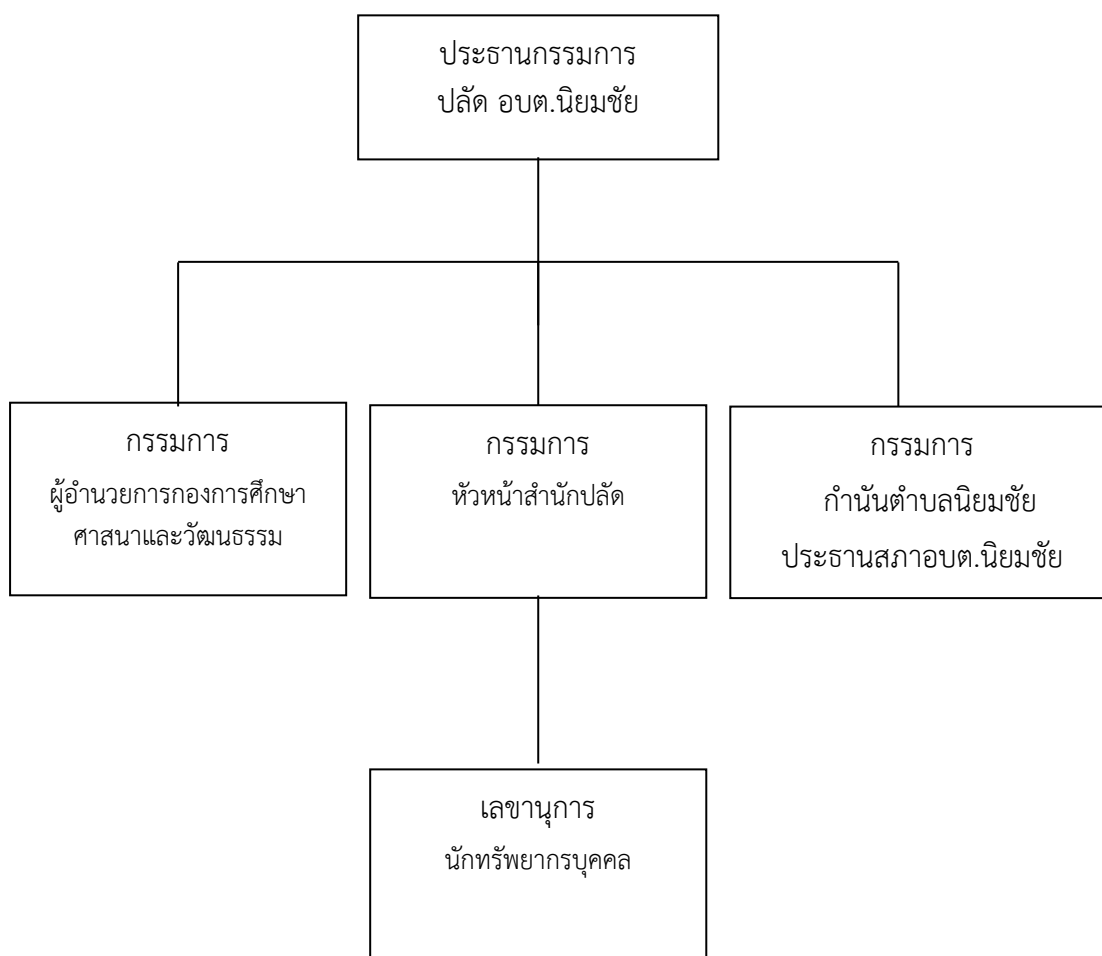 ประธานกรรมการ
ปลัด อบต.นิยมชัย
กรรมการ
ผู้อำนวยการกองการศึกษา
ศาสนาและวัฒนธรรม
กรรมการ
หัวหน้าสำนักปลัด
กรรมการ
กำนันตำบลนิยมชัย
ประธานสภาอบต.นิยมชัย
เลขานุการ
นักทรัพยากรบุคคล